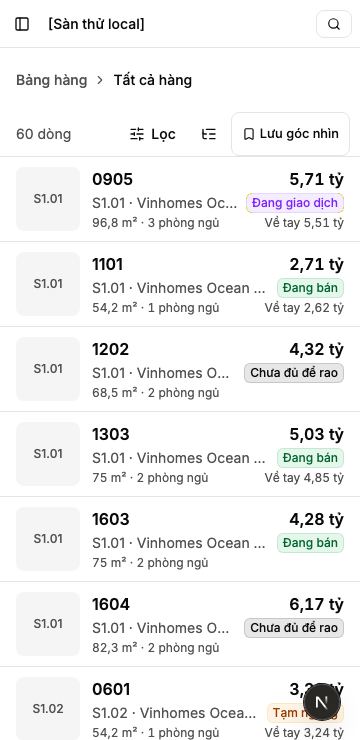 [Sàn thử local]
Bảng hàng > Tất cả hàng
60 dòng Lọc Lưu góc nhìn
S1.01 0905 5,71 tỷ
S1.01 · Vinhomes Oc... Đang giao dịch
96,8 m² · 3 phòng ngủ Về tay 5,51 tỷ
S1.01 1101 2,71 tỷ
S1.01 · Vinhomes Ocean ... Đang bán
54,2 m² · 1 phòng ngủ Về tay 2,62 tỷ
S1.01 1202 4,32 tỷ
S1.01 · Vinhomes O... Chưa đủ để rao
68,5 m² · 2 phòng ngủ
S1.01 1303 5,03 tỷ
S1.01 · Vinhomes Ocean ... Đang bán
75 m² · 2 phòng ngủ Về tay 4,85 tỷ
S1.01 1603 4,28 tỷ
S1.01 · Vinhomes Ocean ... Đang bán
75 m² · 2 phòng ngủ
S1.01 1604 6,17 tỷ
S1.01 · Vinhomes O... Chưa đủ để rao
82,3 m² · 2 phòng ngủ
S1.02 0601 tỷ
S1.02 · Vinhomes Ocea... Tạm
54,2 m² · 1 phòng ngủ Về tay 3,24 tỷ
N